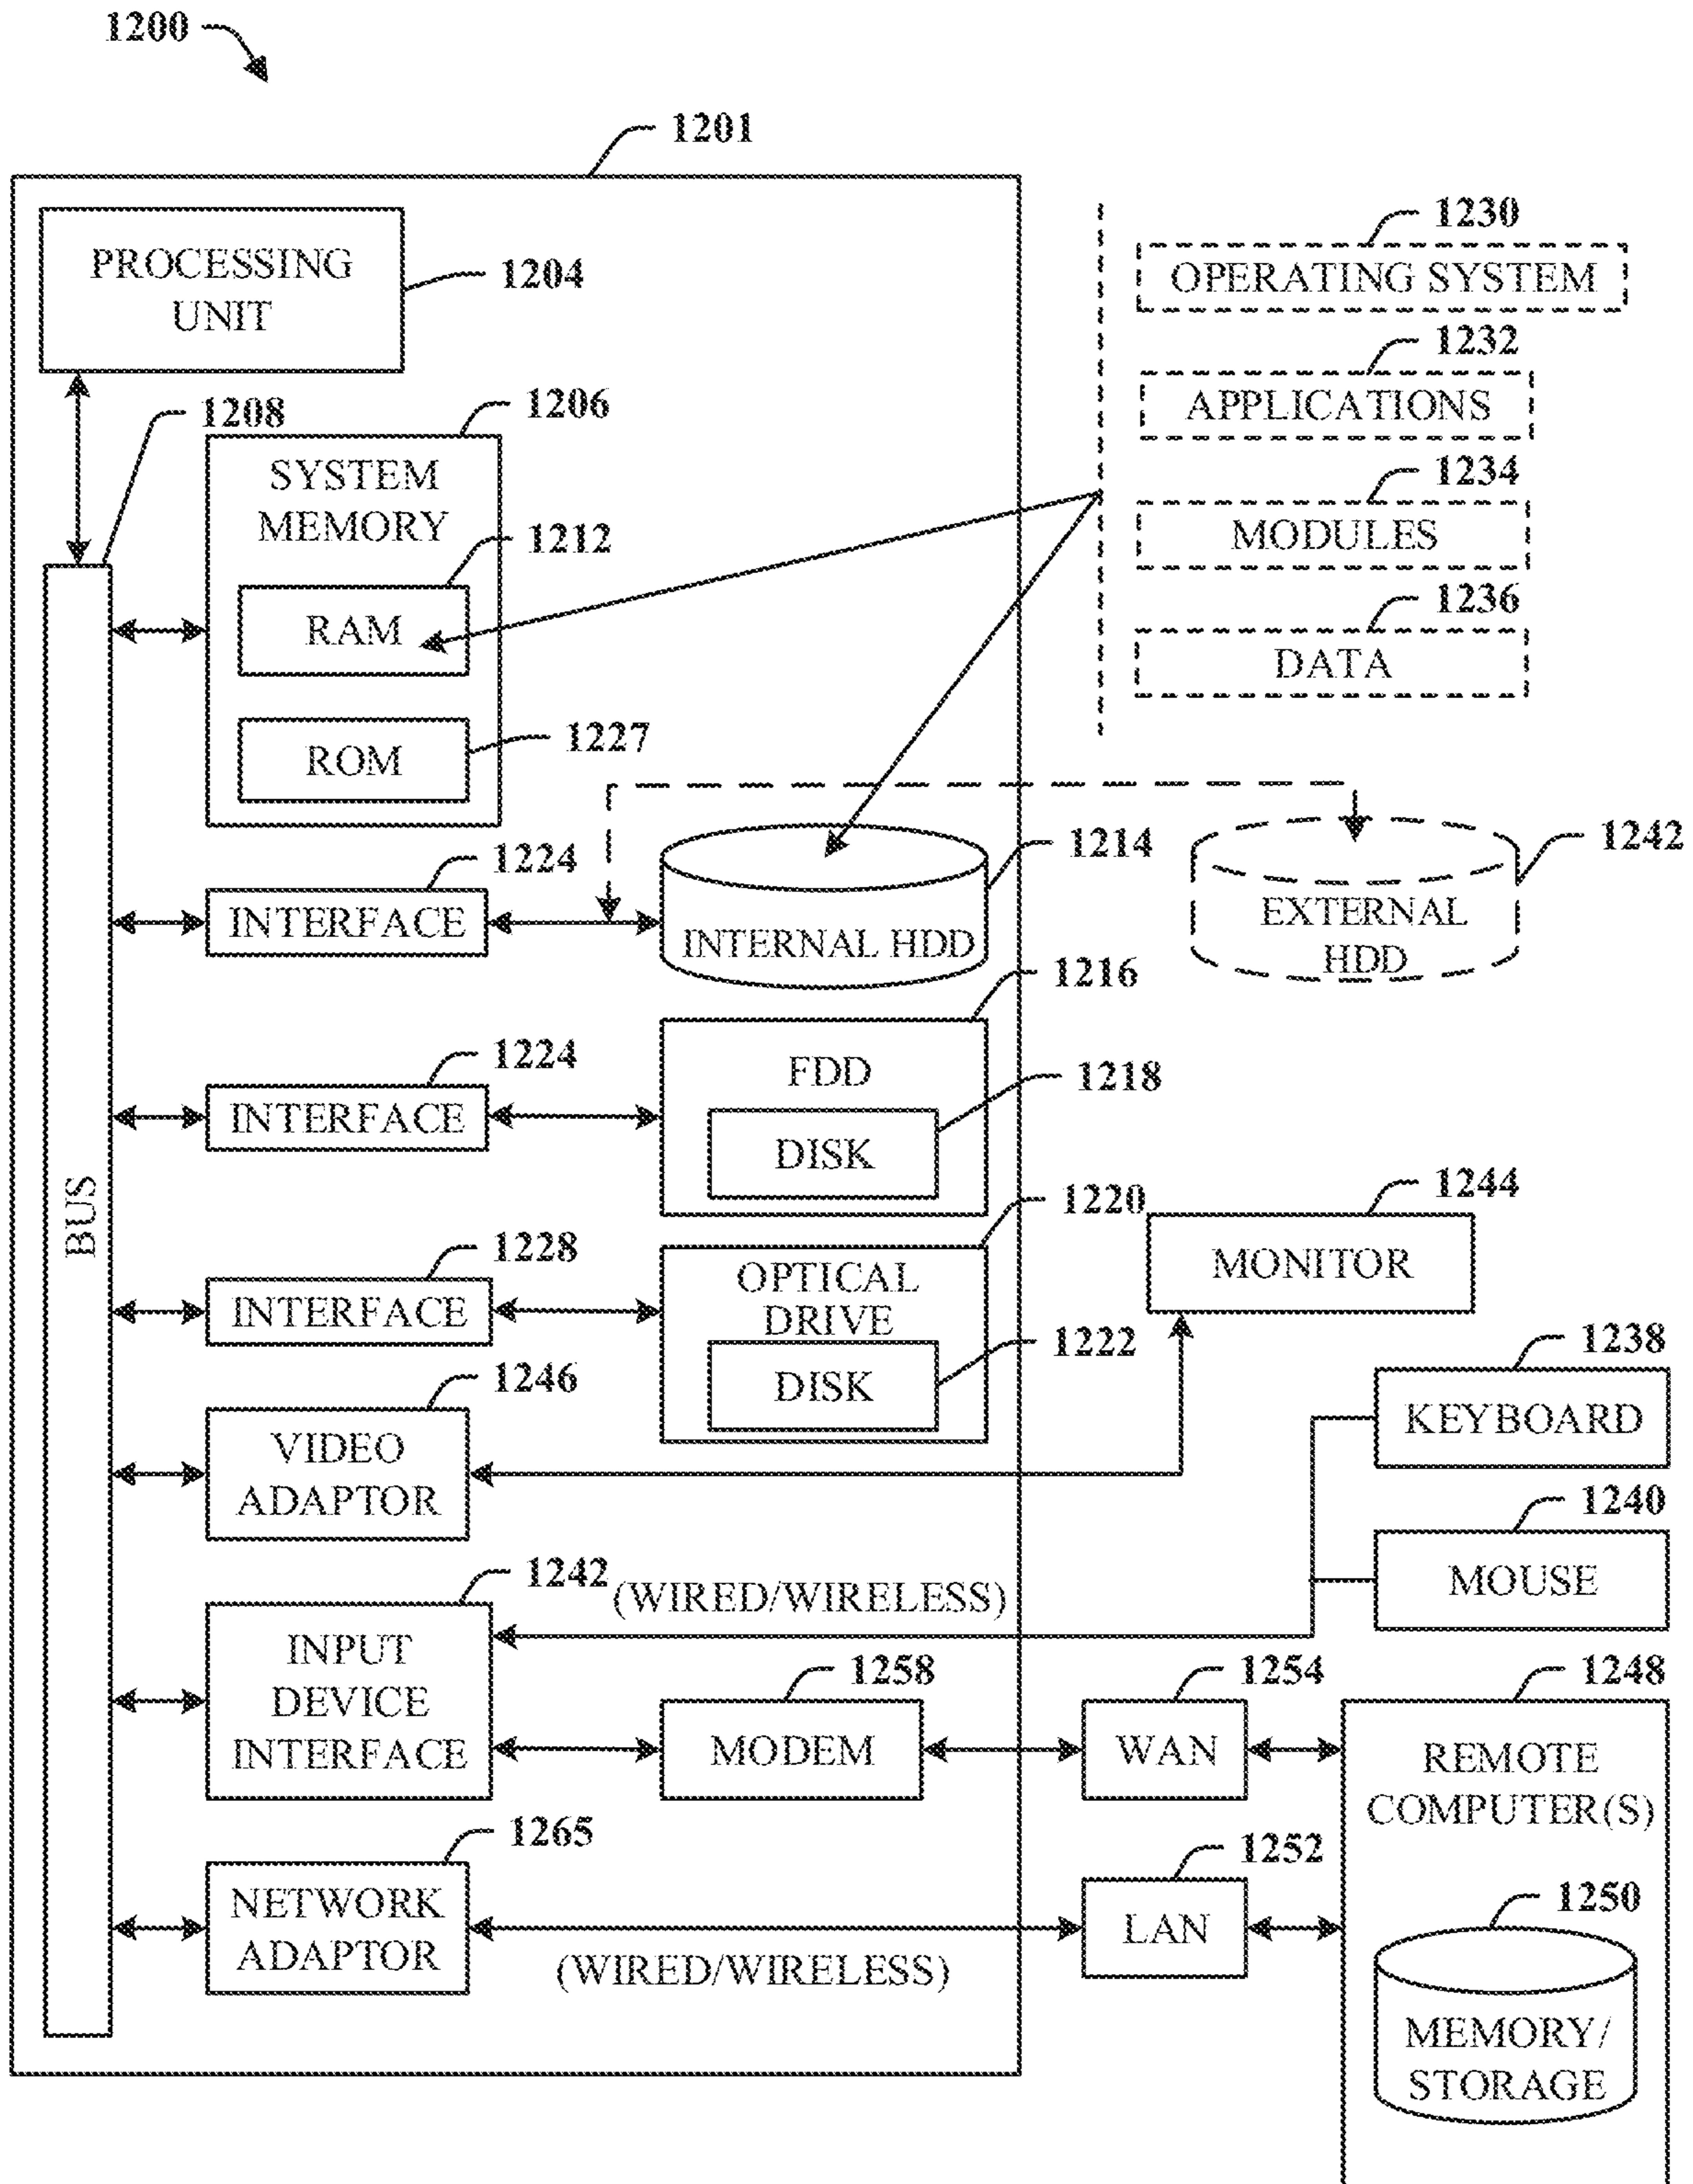 1200
1201
PROCESSING
UNIT
1204
1230
OPERATING SYSTEM
1232
APPLICATIONS
1234
MODULES
1236
DATA
1208
1206
SYSTEM
MEMORY
1212
RAM
1227
ROM
1224
INTERFACE
1214
INTERNAL HDD
1242
EXTERNAL
HDD
1224
INTERFACE
1216
FDD
1218
DISK
BUS
1228
INTERFACE
1220
OPTICAL
DRIVE
1222
DISK
1244
MONITOR
1246
VIDEO
ADAPTOR
1238
KEYBOARD
1240
MOUSE
1242
(WIRED/WIRELESS)
INPUT
DEVICE
INTERFACE
1258
MODEM
1254
WAN
1248
REMOTE
COMPUTER(S)
1265
NETWORK
ADAPTOR
(WIRED/WIRELESS)
1252
LAN
1250
MEMORY/
STORAGE